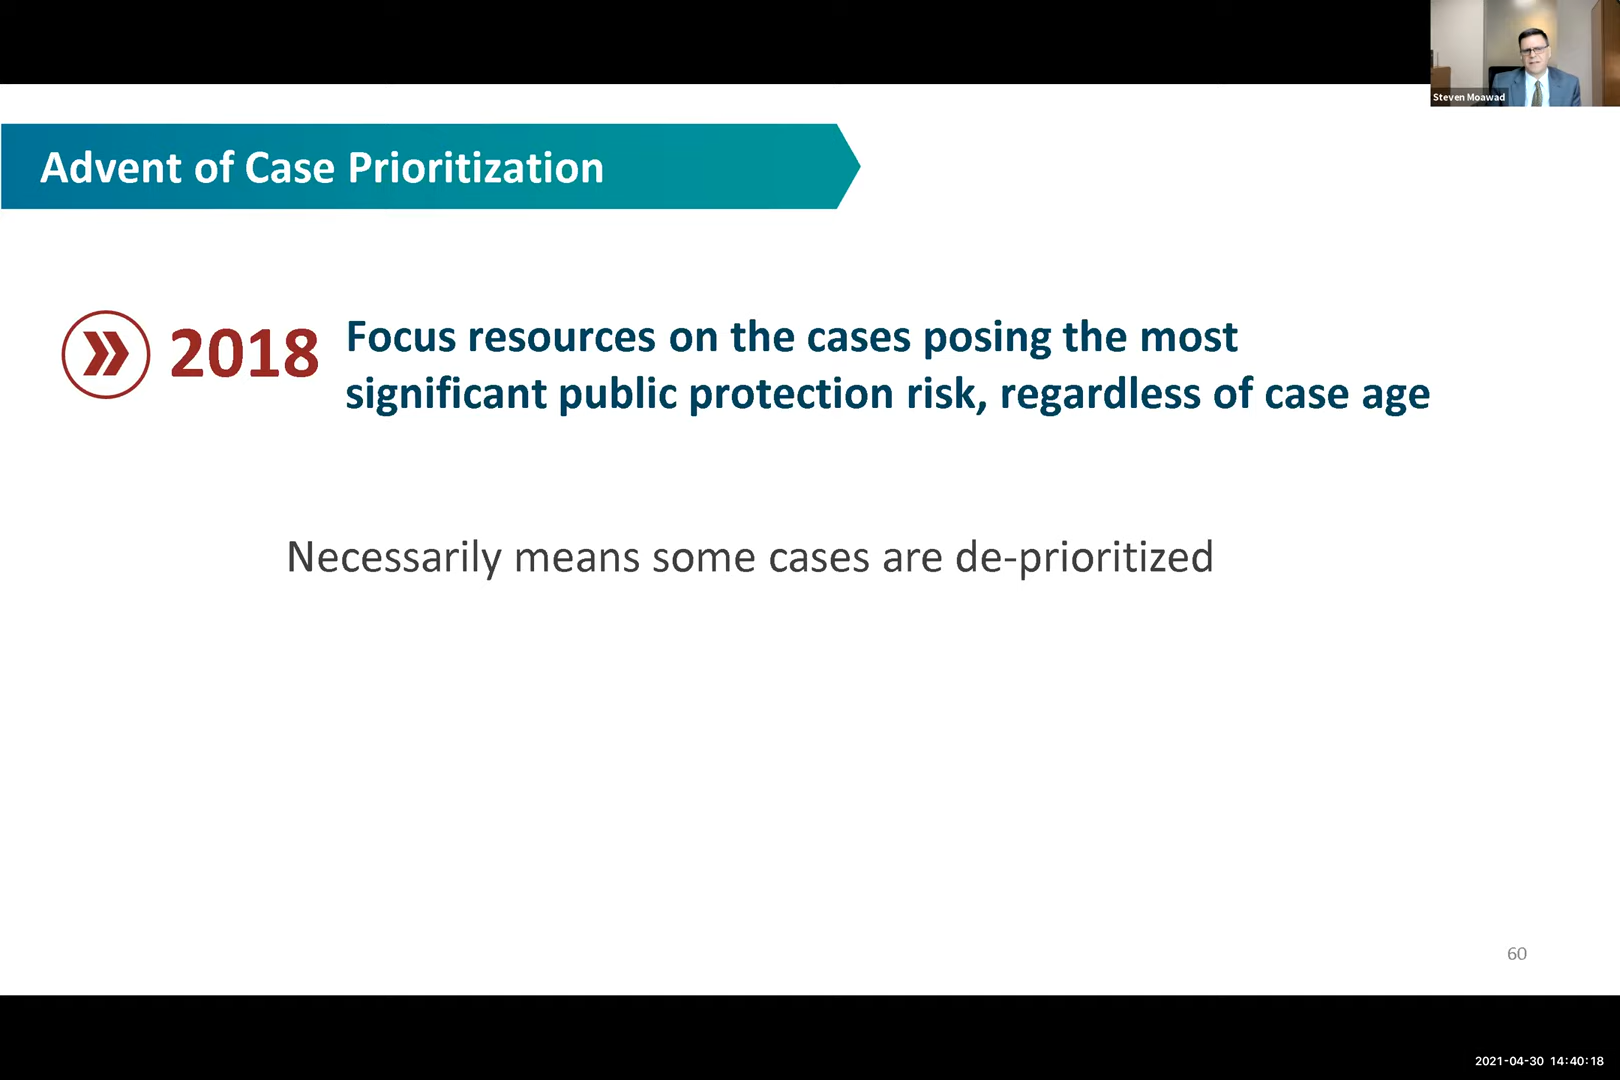 Steven Moawad
Advent of Case Prioritization
2018
Focus resources on the cases posing the most
significant public protection risk, regardless of case age
Necessarily means some cases are de-prioritized
60
2021-04-30 14:40:18